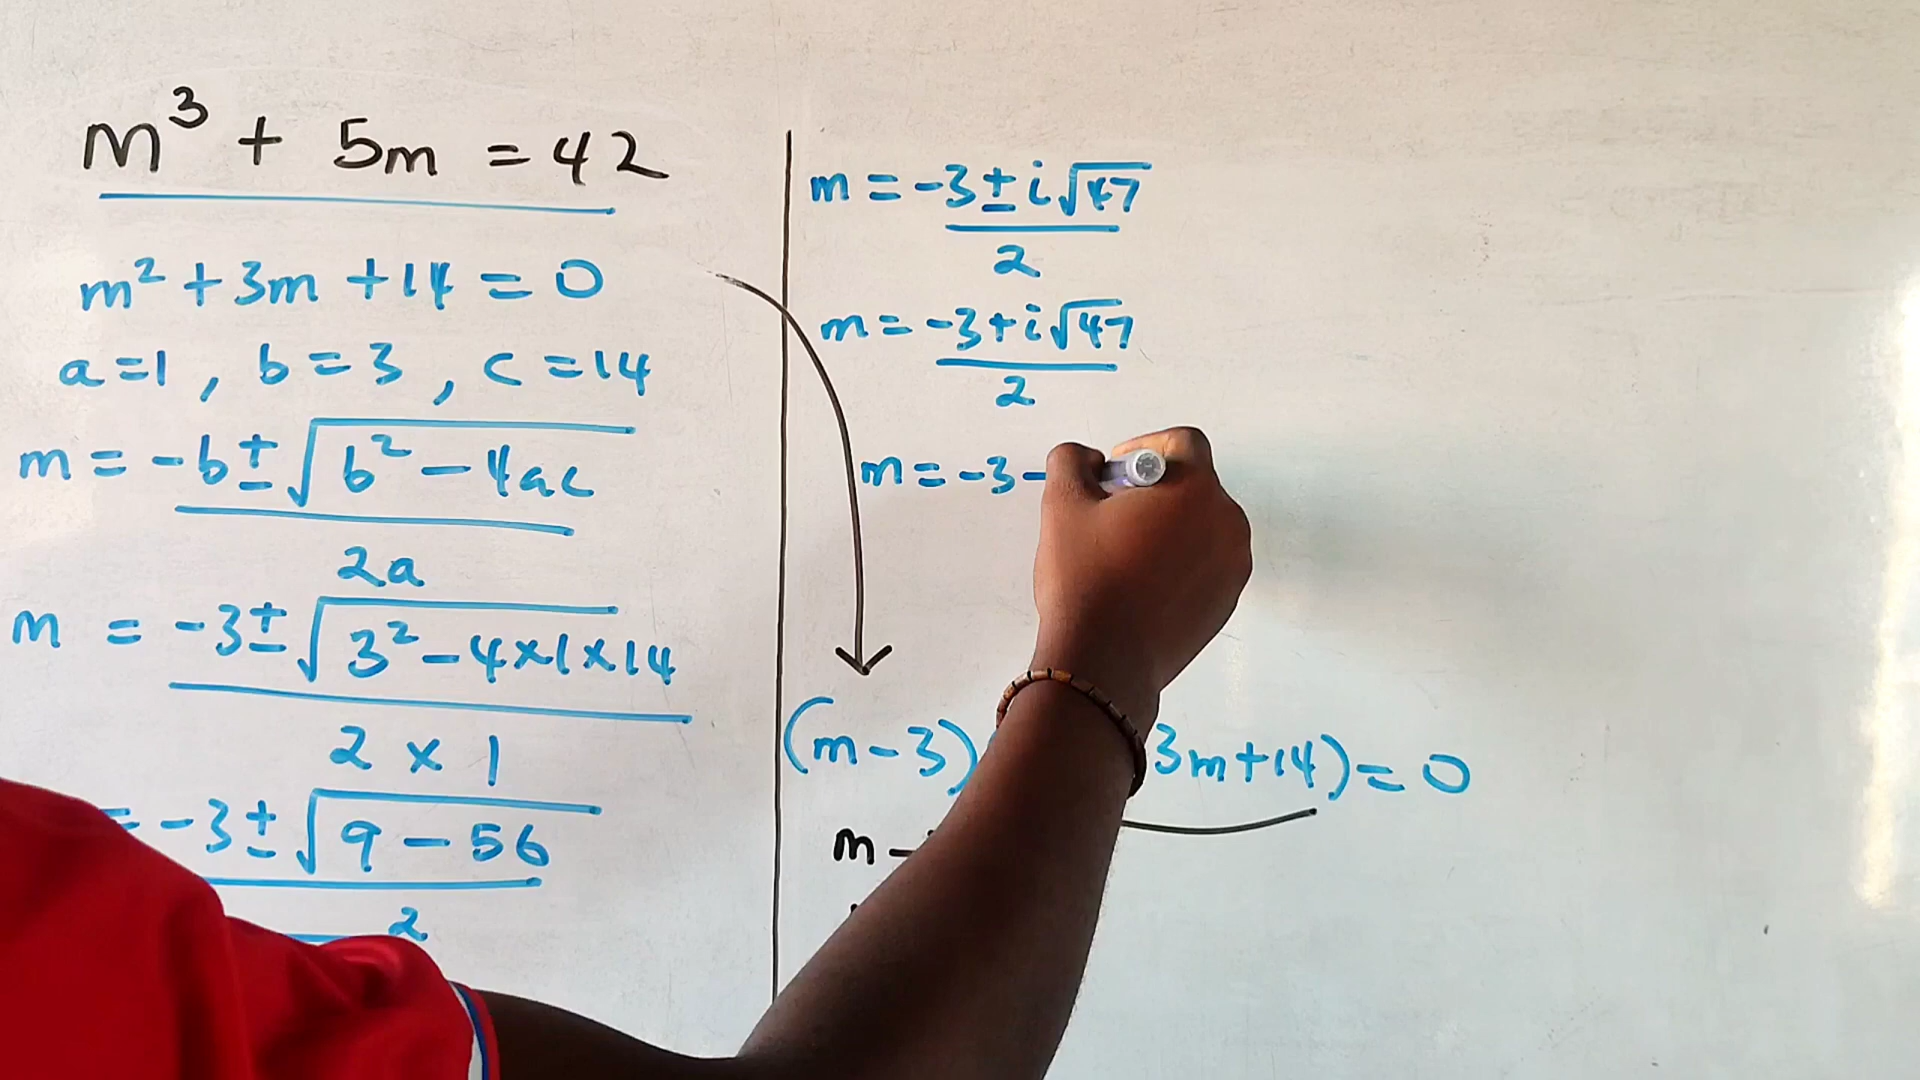 m³ + 5m = 42
m² + 3m + 14 = 0
a = 1 , b = 3 , c = 14
m = -b ± √b² - 4ac
2a
m = -3 ± √3² - 4×1×14
2 × 1
= -3 ± √9 - 56
2
m = -3 ± i√47
2
m = -3 + i√47
2
m = -3 -
(m - 3) 3m + 14) = 0
m -